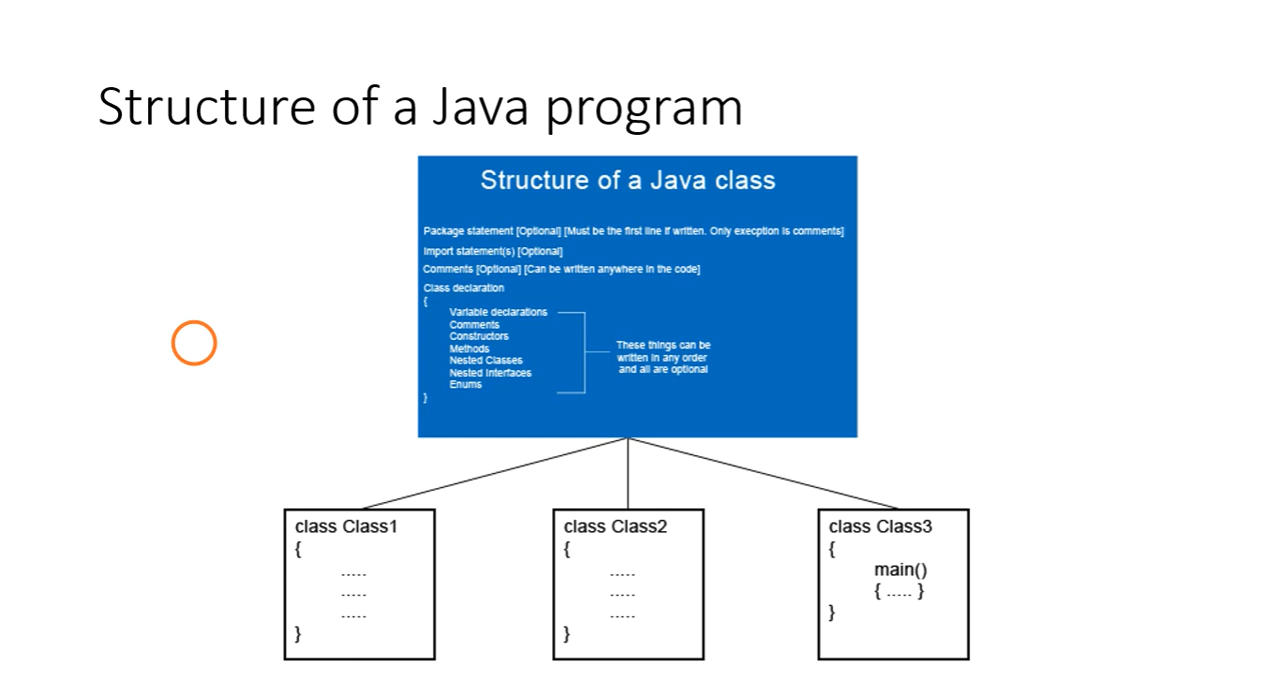 Structure of a Java program
Structure of a Java class
Package statement [Optional] [Must be the first line if written. Only execption is comments]
Import statement(s) [Optional]
Comments [Optional] [Can be written anywhere in the code]
Class declaration
{
Variable declarations
Comments
Constructors
Methods
Nested Classes
Nested Interfaces
Enums
}
These things can be
written in any order
and all are optional
class Class1
{
-----
-----
-----
}
class Class2
{
-----
-----
-----
}
class Class3
{
main()
{ ----- }
}